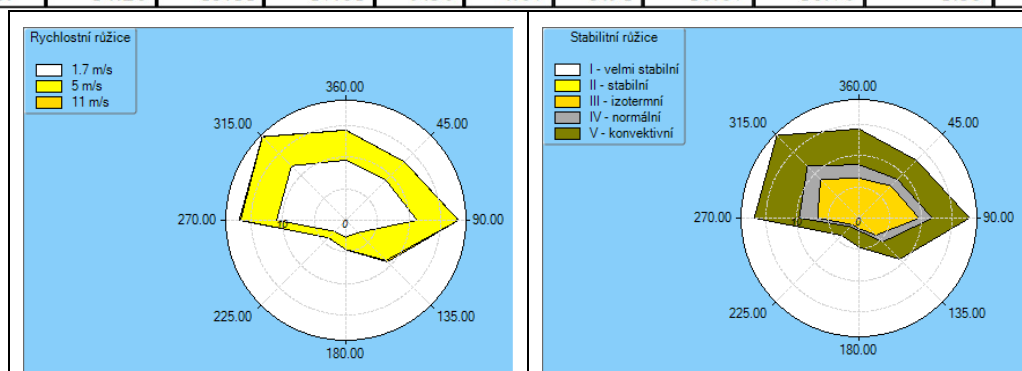 Rychlostní růžice
1.7 m/s
5 m/s
11 m/s
360.00
315.00
45.00
270.00
10
0
90.00
225.00
135.00
180.00
Stabilitní růžice
I - velmi stabilní
II - stabilní
III - izotermní
IV - normální
V - konvektivní
360.00
315.00
45.00
270.00
10
0
90.00
225.00
135.00
180.00